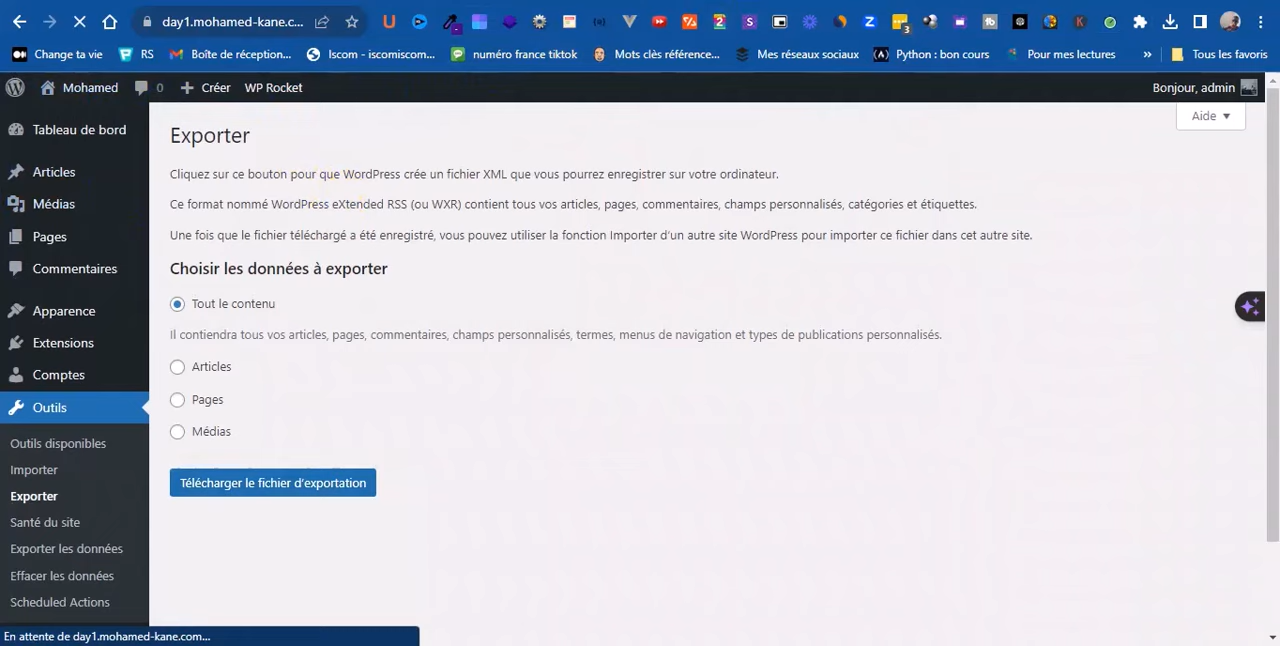 day1.mohamed-kane.c...
3
Change ta vie
RS
Boîte de réception...
Iscom — iscomiscom...
numéro france tiktok
Mots clès référence...
Mes réseaux sociaux
Python : bon cours
Pour mes lectures
»
Tous les favoris
Mohamed
0
Créer
WP Rocket
Bonjour, admin
Aide
Tableau de bord
Articles
Médias
Pages
Commentaires
Apparence
Extensions
Comptes
Outils
Outils disponibles
Importer
Exporter
Santé du site
Exporter les données
Effacer les données
Scheduled Actions
Exporter
Cliquez sur ce bouton pour que WordPress crée un fichier XML que vous pourrez enregistrer sur votre ordinateur.
Ce format nommé WordPress eXtended RSS (ou WXR) contient tous vos articles, pages, commentaires, champs personnalisés, catégories et étiquettes.
Une fois que le fichier téléchargé a été enregistré, vous pouvez utiliser la fonction Importer d'un autre site WordPress pour importer ce fichier dans cet autre site.
Choisir les données à exporter
Tout le contenu
Il contiendra tous vos articles, pages, commentaires, champs personnalisés, termes, menus de navigation et types de publications personnalisés.
Articles
Pages
Médias
Télécharger le fichier d'exportation
En attente de day1.mohamed-kane.com...